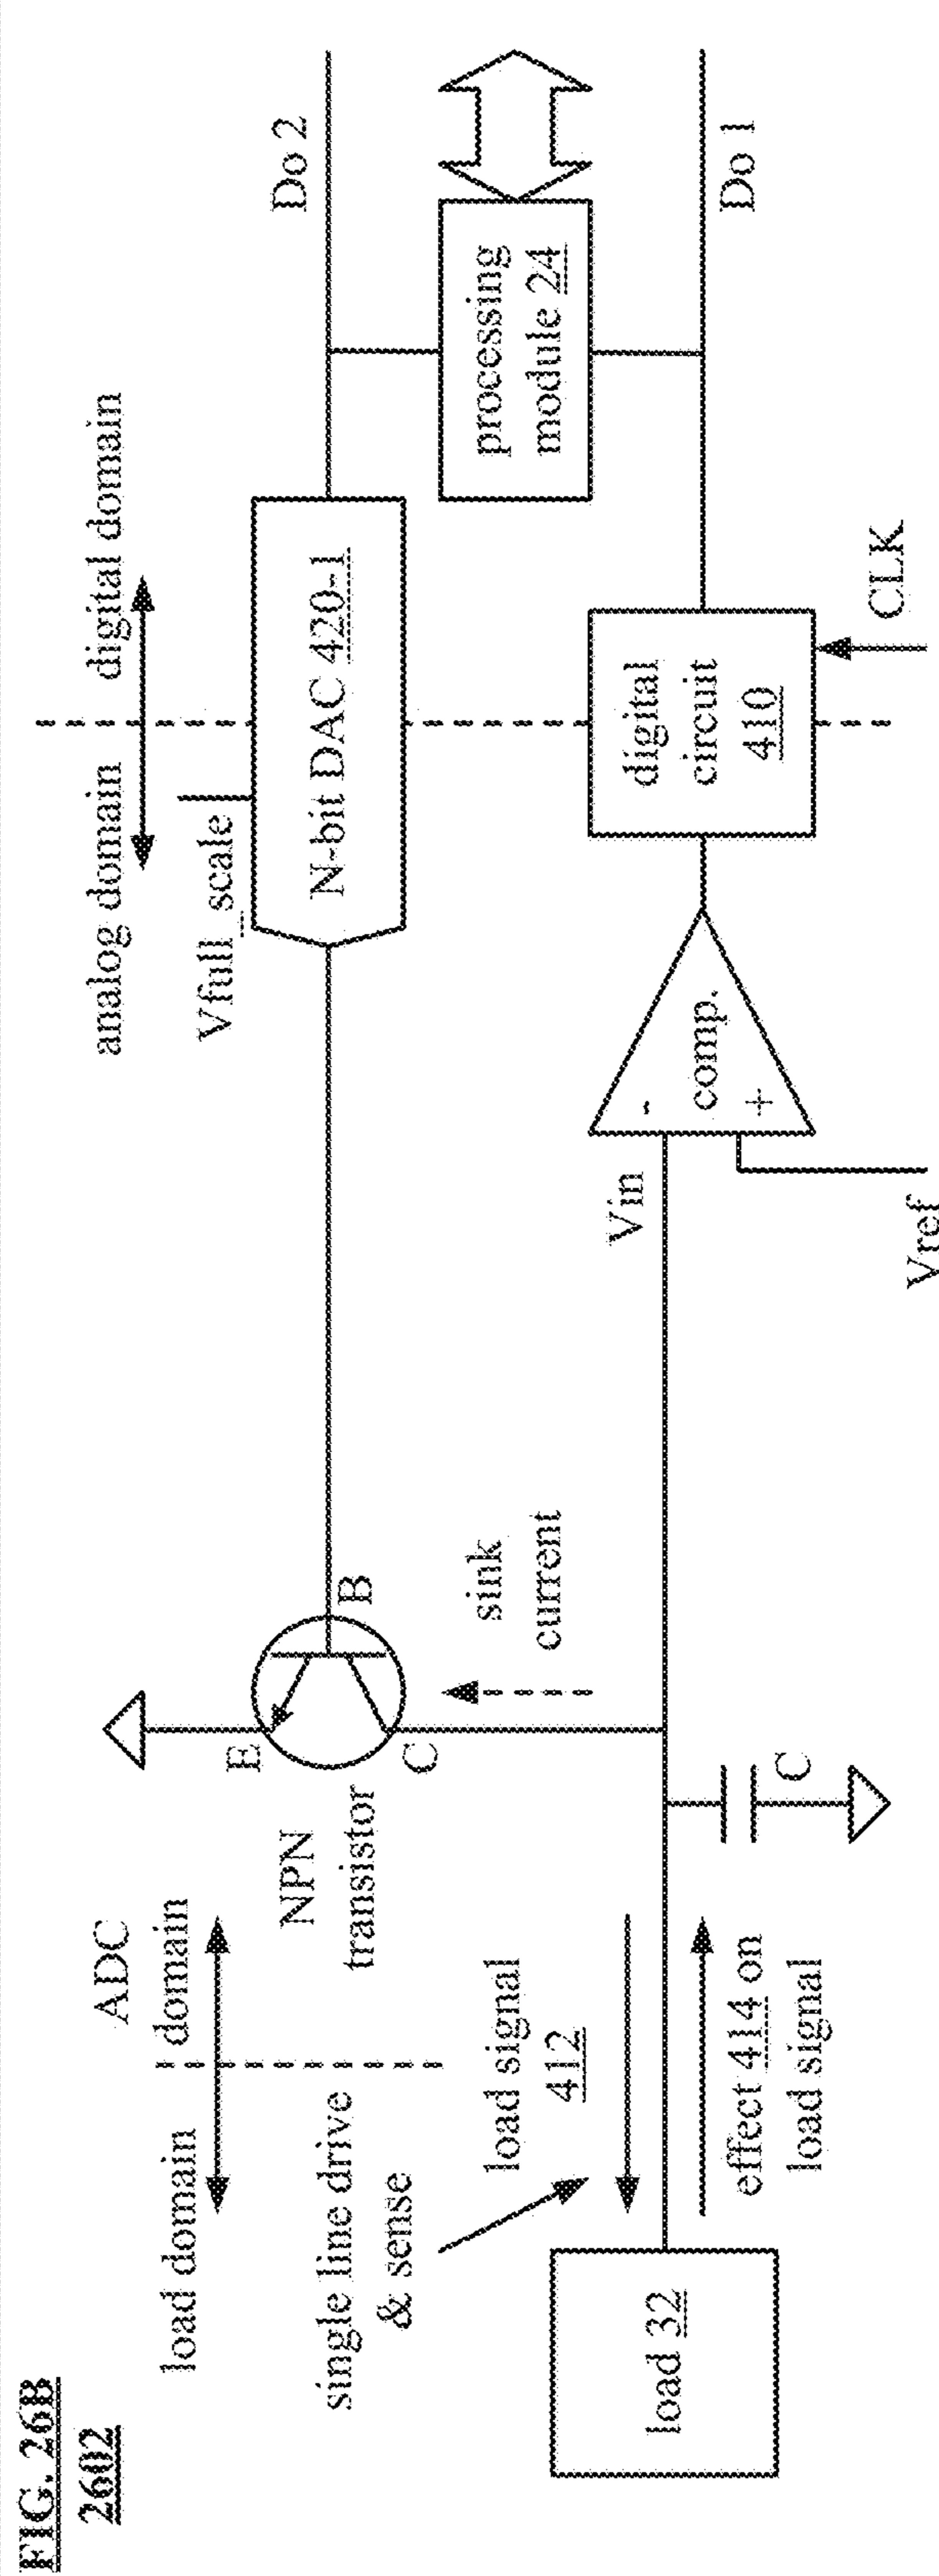 FIG. 26B
2602
load domain
ADC
domain
analog domain
digital domain
single line drive
& sense
NPN
transistor
E
B
C
Vfull_scale
N-bit DAC 420-1
Do 2
load signal
412
sink
current
processing
module 24
load 32
effect 414 on
load signal
C
Vin
-
comp.
+
Vref
digital
circuit
410
CLK
Do 1